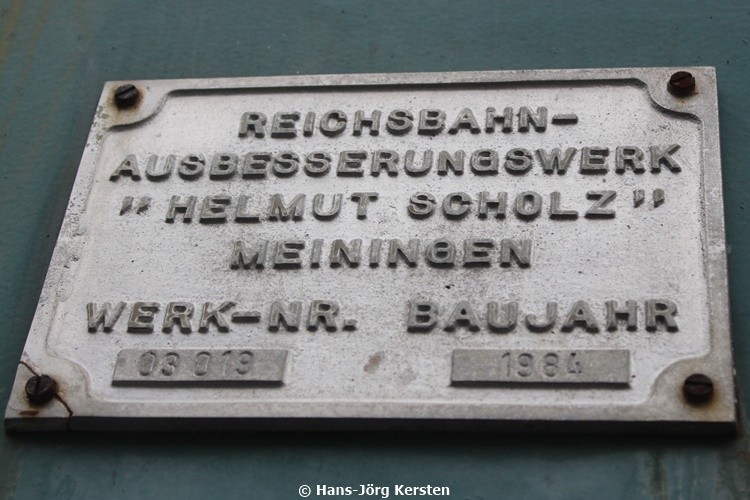 REICHSBAHN-
AUSBESSERUNGSWERK
"HELMUT SCHOLZ"
MEININGEN
WERK-NR. BAUJAHR
03 019 1984
© Hans-Jörg Kersten